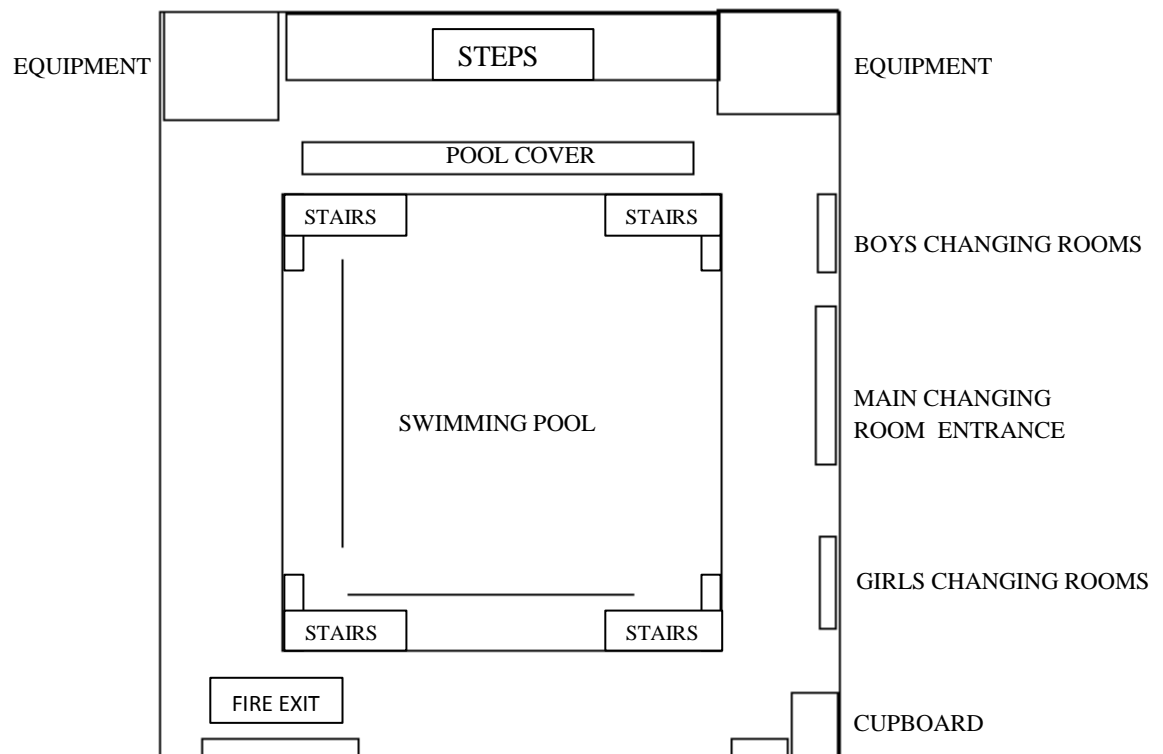 STEPS
EQUIPMENT
EQUIPMENT
POOL COVER
STAIRS
STAIRS
BOYS CHANGING ROOMS
SWIMMING POOL
MAIN CHANGING
ROOM ENTRANCE
GIRLS CHANGING ROOMS
STAIRS
STAIRS
FIRE EXIT
CUPBOARD